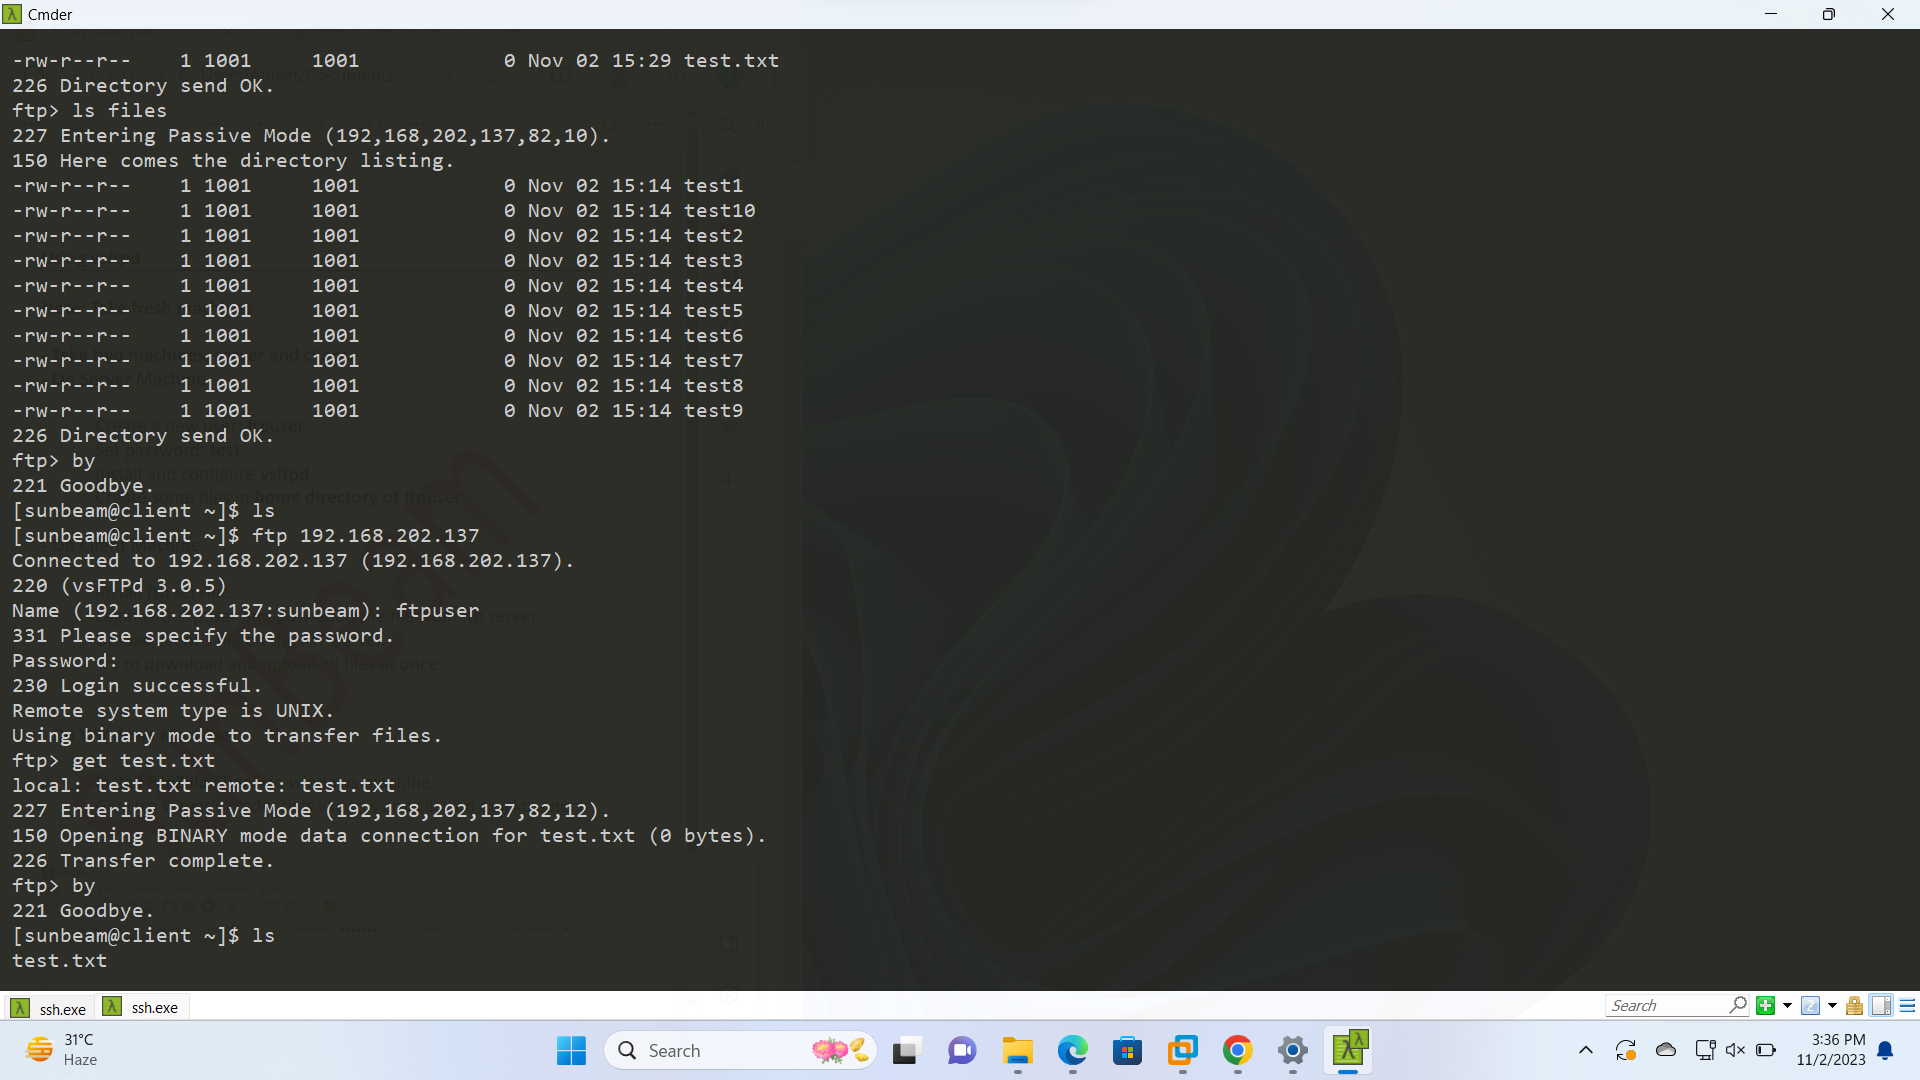 Cmder
-rw-r--r--    1 1001     1001            0 Nov 02 15:29 test.txt
226 Directory send OK.
ftp> ls files
227 Entering Passive Mode (192,168,202,137,82,10).
150 Here comes the directory listing.
-rw-r--r--    1 1001     1001            0 Nov 02 15:14 test1
-rw-r--r--    1 1001     1001            0 Nov 02 15:14 test10
-rw-r--r--    1 1001     1001            0 Nov 02 15:14 test2
-rw-r--r--    1 1001     1001            0 Nov 02 15:14 test3
-rw-r--r--    1 1001     1001            0 Nov 02 15:14 test4
-rw-r--r--    1 1001     1001            0 Nov 02 15:14 test5
-rw-r--r--    1 1001     1001            0 Nov 02 15:14 test6
-rw-r--r--    1 1001     1001            0 Nov 02 15:14 test7
-rw-r--r--    1 1001     1001            0 Nov 02 15:14 test8
-rw-r--r--    1 1001     1001            0 Nov 02 15:14 test9
226 Directory send OK.
ftp> by
221 Goodbye.
[sunbeam@client ~]$ ls
[sunbeam@client ~]$ ftp 192.168.202.137
Connected to 192.168.202.137 (192.168.202.137).
220 (vsFTPd 3.0.5)
Name (192.168.202.137:sunbeam): ftpuser
331 Please specify the password.
Password:
230 Login successful.
Remote system type is UNIX.
Using binary mode to transfer files.
ftp> get test.txt
local: test.txt remote: test.txt
227 Entering Passive Mode (192,168,202,137,82,12).
150 Opening BINARY mode data connection for test.txt (0 bytes).
226 Transfer complete.
ftp> by
221 Goodbye.
[sunbeam@client ~]$ ls
test.txt
ssh.exe
ssh.exe
Search
31°C
Haze
Search
3:36 PM
11/2/2023